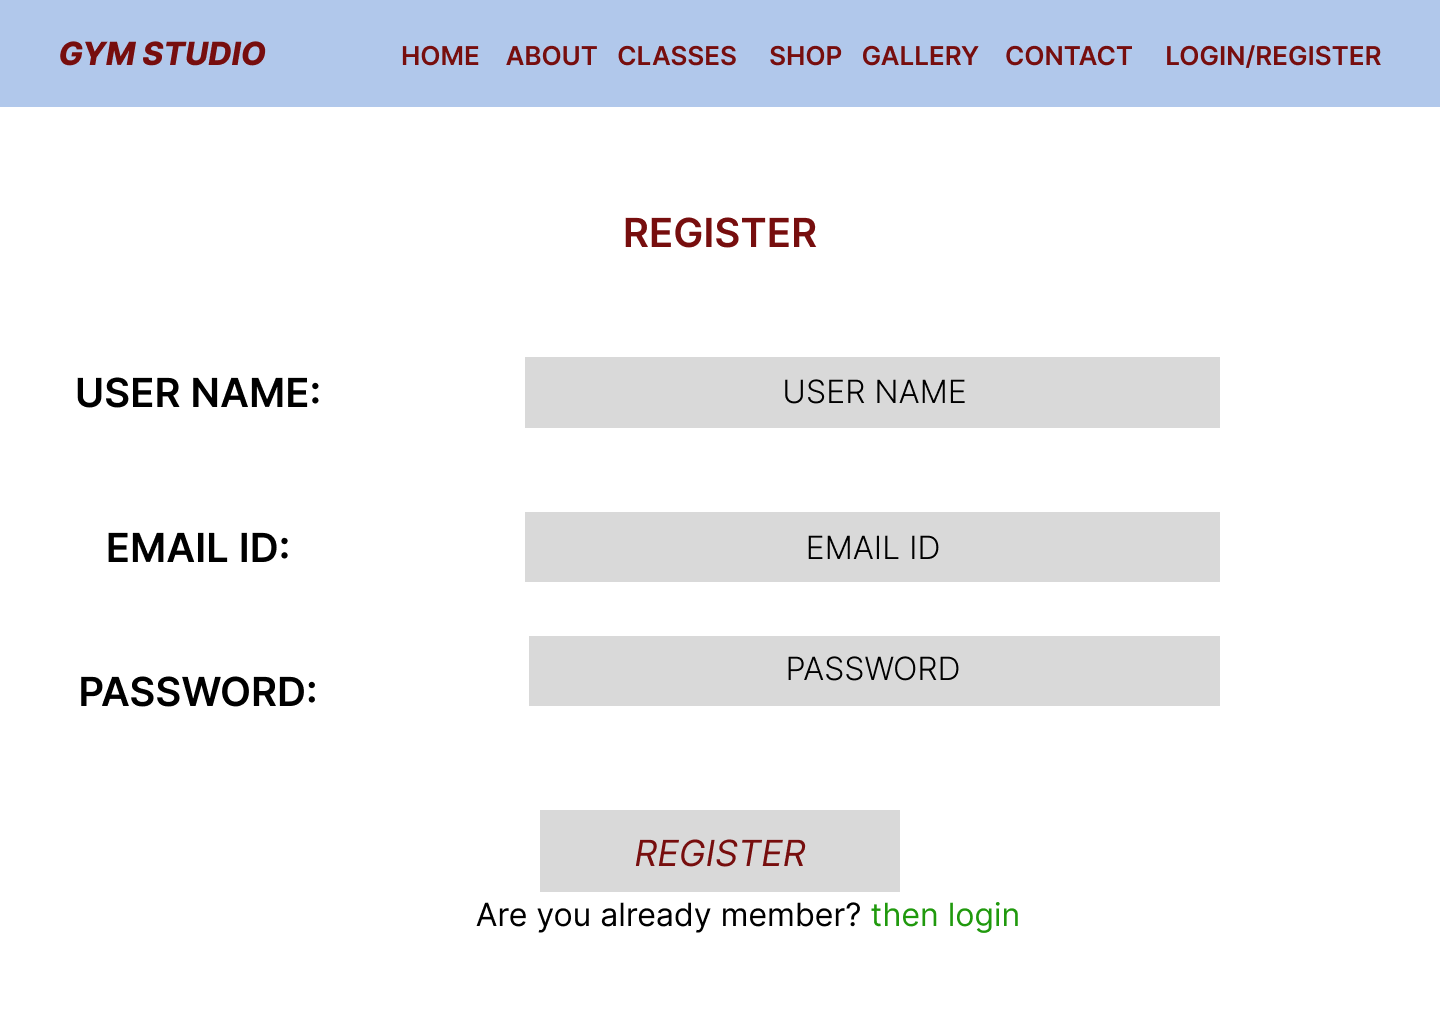 GYM STUDIO HOME ABOUT CLASSES SHOP GALLERY CONTACT LOGIN/REGISTER
REGISTER
USER NAME: USER NAME
EMAIL ID: EMAIL ID
PASSWORD: PASSWORD
REGISTER
Are you already member? then login